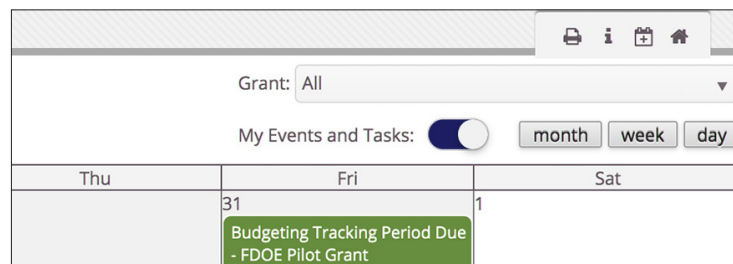 Grant: All
My Events and Tasks: month week day
Thu Fri Sat
31 1
Budgeting Tracking Period Due
- FDOE Pilot Grant